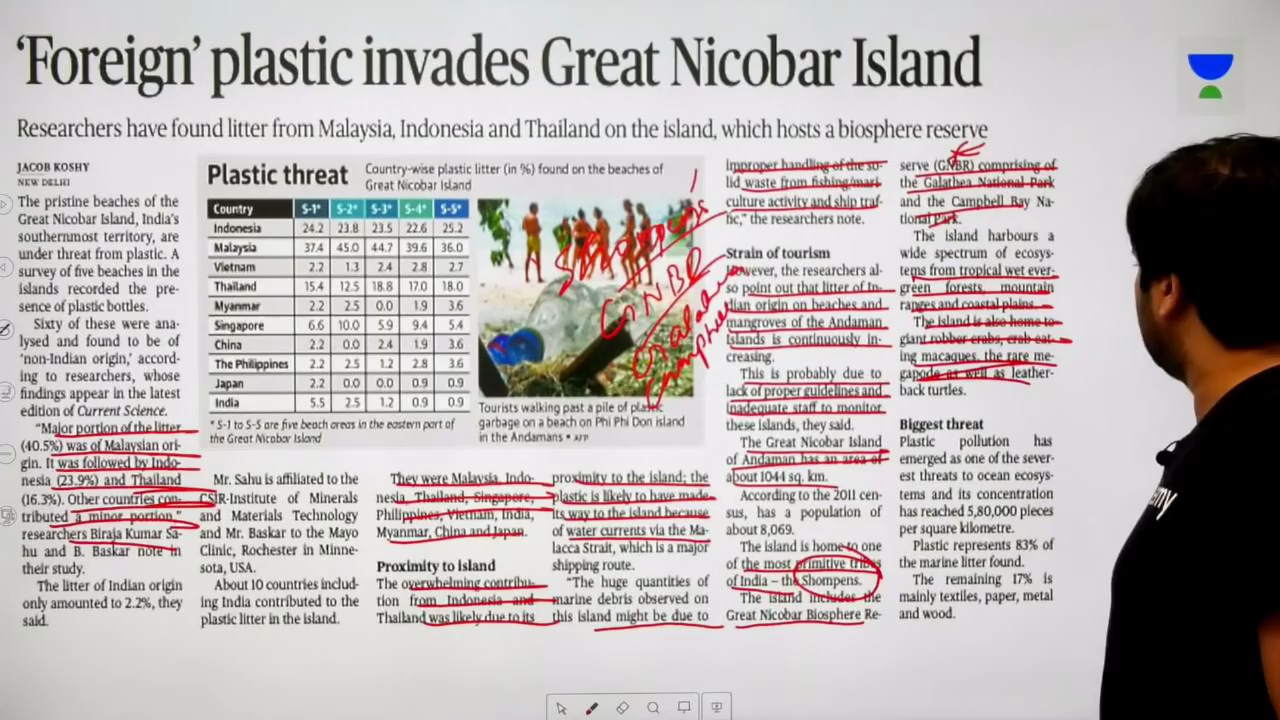 ‘Foreign’ plastic invades Great Nicobar Island
Researchers have found litter from Malaysia, Indonesia and Thailand on the island, which hosts a biosphere reserve
JACOB KOSHY
NEW DELHI
The pristine beaches of the
Great Nicobar Island, India’s
southernmost territory, are
under threat from plastic. A
survey of five beaches in the
islands recorded the pre-
sence of plastic bottles.
Sixty of these were ana-
lysed and found to be of
‘non-Indian origin,’ accord-
ing to researchers, whose
findings appear in the latest
edition of Current Science.
“Major portion of the litter
(40.5%) was of Malaysian ori-
gin. It was followed by Indo-
nesia (23.9%) and Thailand
(16.3%). Other countries con-
tributed a minor portion,”
researchers Biraja Kumar Sa-
hu and B. Baskar note in
their study.
The litter of Indian origin
only amounted to 2.2%, they
said.
Plastic threat
Country-wise plastic litter (in %) found on the beaches of
Great Nicobar Island
Country S-1* S-2* S-3* S-4* S-5*
Indonesia 24.2 23.8 23.5 22.6 25.2
Malaysia 37.4 45.0 44.7 39.6 36.0
Vietnam 2.2 1.3 2.4 2.8 2.7
Thailand 15.4 12.5 18.8 17.0 18.0
Myanmar 2.2 2.5 0.0 1.9 3.6
Singapore 6.6 10.0 5.9 9.4 5.4
China 2.2 0.0 2.4 1.9 3.6
The Philippines 2.2 2.5 1.2 2.8 3.6
Japan 2.2 0.0 0.0 0.9 0.9
India 5.5 2.5 1.2 0.9 0.9
* S-1 to S-5 are five beach areas in the eastern part of
the Great Nicobar Island
GNBR
Tourists walking past a pile of plastic
garbage on a beach on Phi Phi Don island
in the Andamans • AFP
Mr. Sahu is affiliated to the
CSIR-Institute of Minerals
and Materials Technology
and Mr. Baskar to the Mayo
Clinic, Rochester in Minne-
sota, USA.
About 10 countries includ-
ing India contributed to the
plastic litter in the island.
They were Malaysia, Indo-
nesia, Thailand, Singapore,
Philippines, Vietnam, India,
Myanmar, China and Japan.
Proximity to island
The overwhelming contribu-
tion from Indonesia and
Thailand was likely due to its
proximity to the island; the
plastic is likely to have made
its way to the island because
of water currents via the Ma-
lacca Strait, which is a major
shipping route.
“The huge quantities of
marine debris observed on
this island might be due to
improper handling of the so-
lid waste from fishing/mari-
culture activity and ship traf-
fic,” the researchers note.
Strain of tourism
However, the researchers al-
so point out that litter of In-
dian origin on beaches and
mangroves of the Andaman
Islands is continuously in-
creasing.
This is probably due to
lack of proper guidelines and
inadequate staff to monitor
these islands, they said.
The Great Nicobar Island
of Andaman has an area of
about 1044 sq. km.
According to the 2011 cen-
sus, has a population of
about 8,069.
The island is home to one
of the most primitive tribes
of India – the Shompens.
The island includes the
Great Nicobar Biosphere Re-
serve (GNBR) comprising of
the Galathea National Park
and the Campbell Bay Na-
tional Park.
The island harbours a
wide spectrum of ecosys-
tems from tropical wet ever-
green forests, mountain
ranges and coastal plains.
The island is also home to
giant robber crabs, crab-eat-
ing macaques, the rare me-
gapode as well as leather-
back turtles.
Biggest threat
Plastic pollution has
emerged as one of the sever-
est threats to ocean ecosys-
tems and its concentration
has reached 5,80,000 pieces
per square kilometre.
Plastic represents 83% of
the marine litter found.
The remaining 17% is
mainly textiles, paper, metal
and wood.